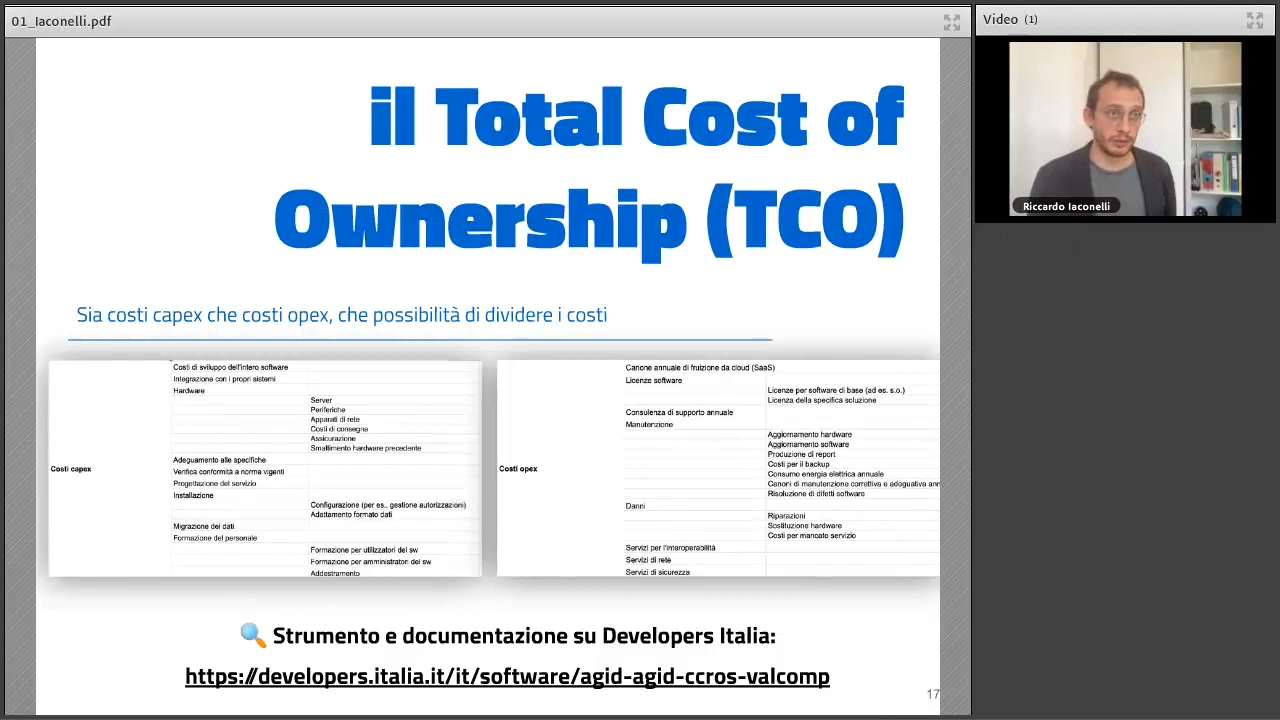 01_Iaconelli.pdf
il Total Cost of
Ownership (TCO)
Sia costi capex che costi opex, che possibilità di dividere i costi
Costi capex
Costi di sviluppo dell'intero software
Integrazione con i propri sistemi
Hardware
Server
Periferiche
Apparati di rete
Costi di consegna
Assicurazione
Smaltimento hardware precedente
Adeguamento alle specifiche
Verifica conformità a norme vigenti
Progettazione del servizio
Installazione
Configurazione (per es., gestione autorizzazioni)
Adattamento formato dati
Migrazione dei dati
Formazione del personale
Formazione per utilizzatori del sw
Formazione per amministratori del sw
Addestramento
Costi opex
Canone annuale di fruizione da cloud (SaaS)
Licenze software
Licenze per software di base (ad es. s.o.)
Licenza della specifica soluzione
Consulenza di supporto annuale
Manutenzione
Aggiornamento hardware
Aggiornamento software
Produzione di report
Costi per il backup
Consumo energia elettrica annuale
Canoni di manutenzione correttiva e adeguativa ann
Risoluzione di difetti software
Danni
Riparazioni
Sostituzione hardware
Costi per mancato servizio
Servizi per l'interoperabilità
Servizi di rete
Servizi di sicurezza
Strumento e documentazione su Developers Italia:
https://developers.italia.it/it/software/agid-agid-ccros-valcomp
17
Video (1)
Riccardo Iaconelli